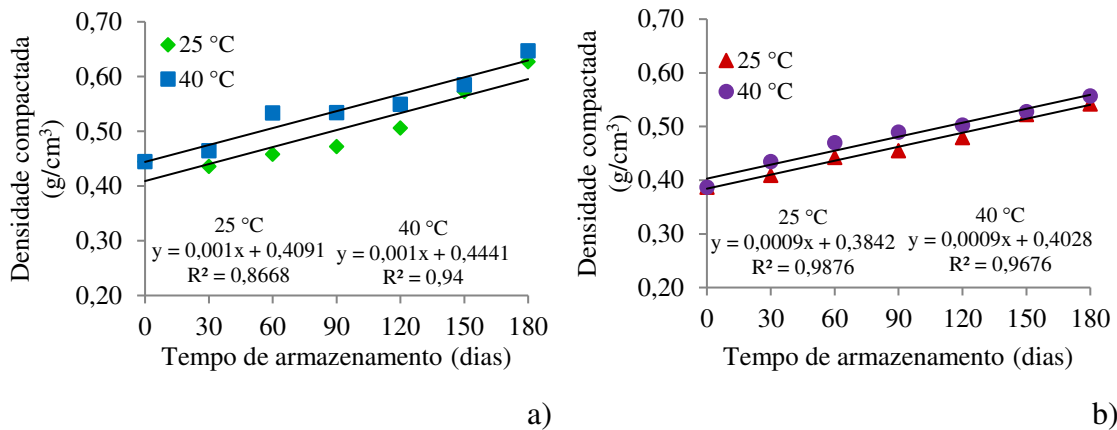 Densidade compactada
(g/cm³)
0,70
0,60
0,50
0,40
0,30
0,20
25 °C
40 °C
25 °C
y = 0,001x + 0,4091
R² = 0,8668
40 °C
y = 0,001x + 0,4441
R² = 0,94
0 30 60 90 120 150 180
Tempo de armazenamento (dias)
a)
Densidade compactada
(g/cm³)
0,70
0,60
0,50
0,40
0,30
0,20
25 °C
40 °C
25 °C
y = 0,0009x + 0,3842
R² = 0,9876
40 °C
y = 0,0009x + 0,4028
R² = 0,9676
0 30 60 90 120 150 180
Tempo de armazenamento (dias)
b)